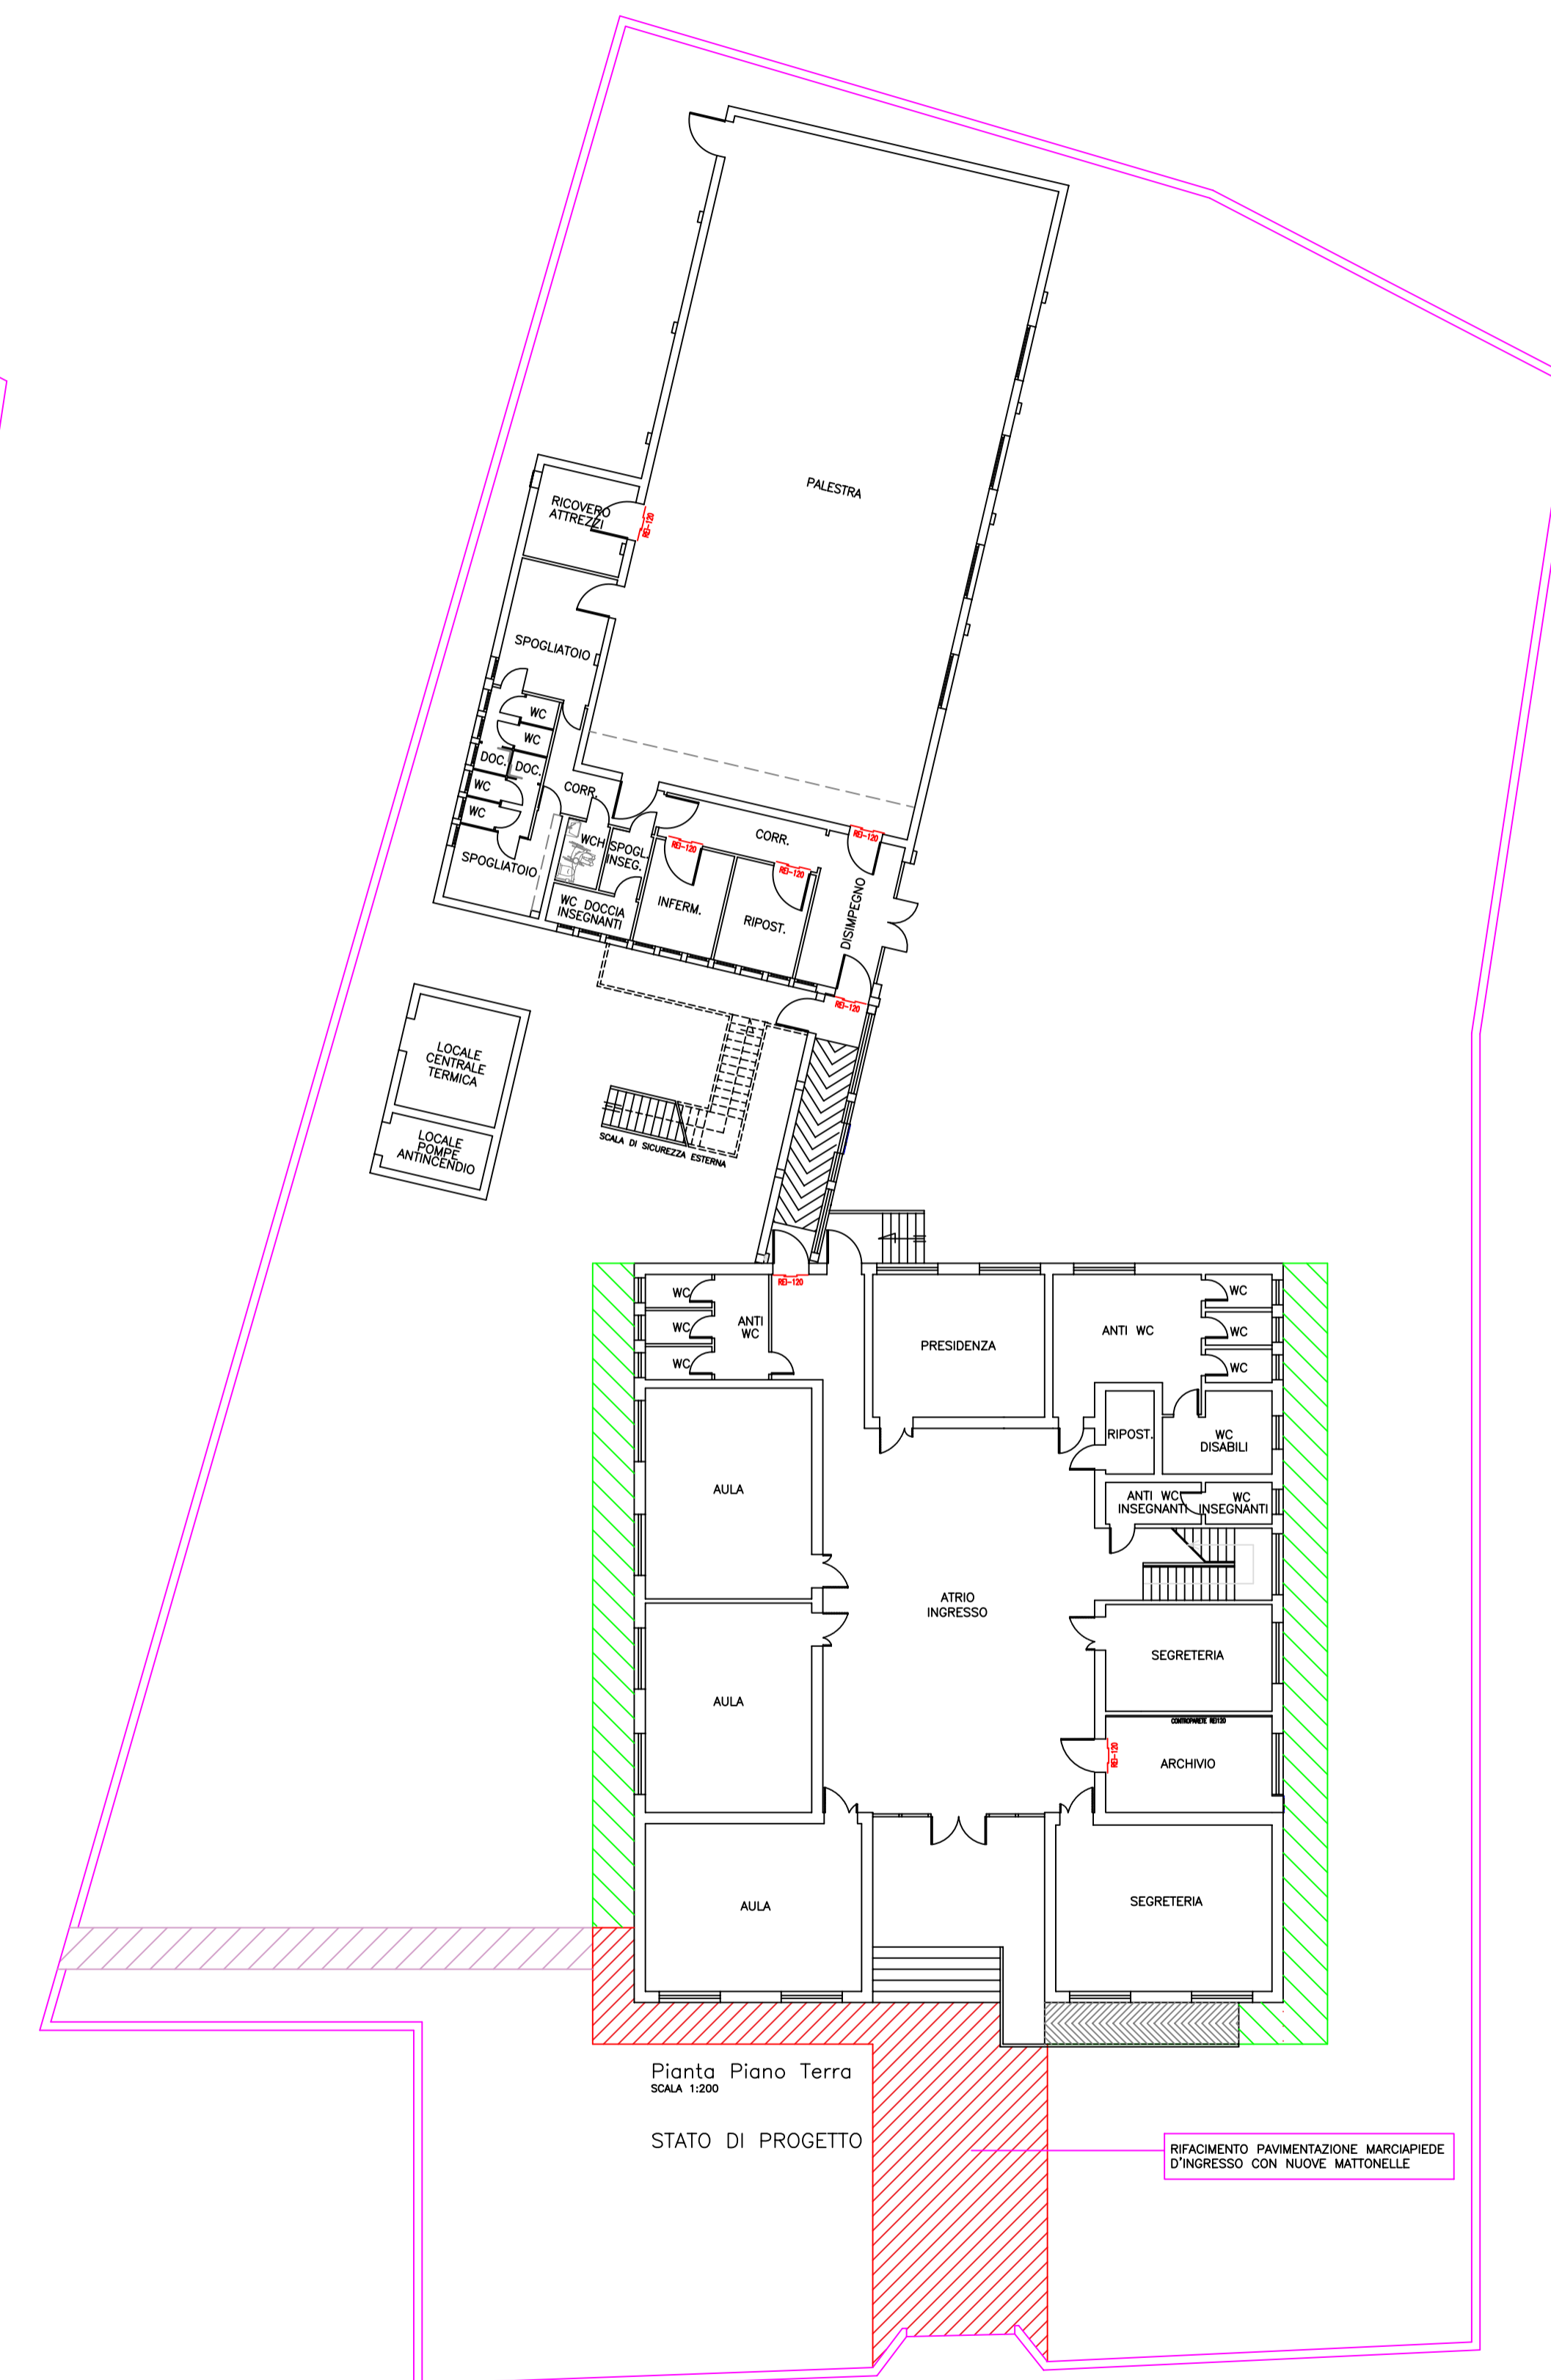 PALESTRA
RICOVERO
ATTREZZI
REI-120
SPOGLIATOIO
WC
WC
DOC.
DOC.
WC
WC
CORR.
SPOGLIATOIO
WCH
SPOGL.
INSEG.
WC DOCCIA
INSEGNANTI
REI-120
CORR.
REI-120
REI-120
INFERM.
RIPOST.
DISIMPEGNO
REI-120
LOCALE
CENTRALE
TERMICA
LOCALE
POMPE
ANTINCENDIO
SCALA DI SICUREZZA ESTERNA
REI-120
WC
WC
WC
ANTI
WC
PRESIDENZA
ANTI WC
WC
WC
WC
RIPOST.
WC
DISABILI
ANTI WC
INSEGNANTI
WC
INSEGNANTI
AULA
ATRIO
INGRESSO
SEGRETERIA
AULA
CONTROPARETE REI120
REI-120
ARCHIVIO
AULA
SEGRETERIA
Pianta Piano Terra
SCALA 1:200
STATO DI PROGETTO
RIFACIMENTO PAVIMENTAZIONE MARCIAPIEDE
D'INGRESSO CON NUOVE MATTONELLE